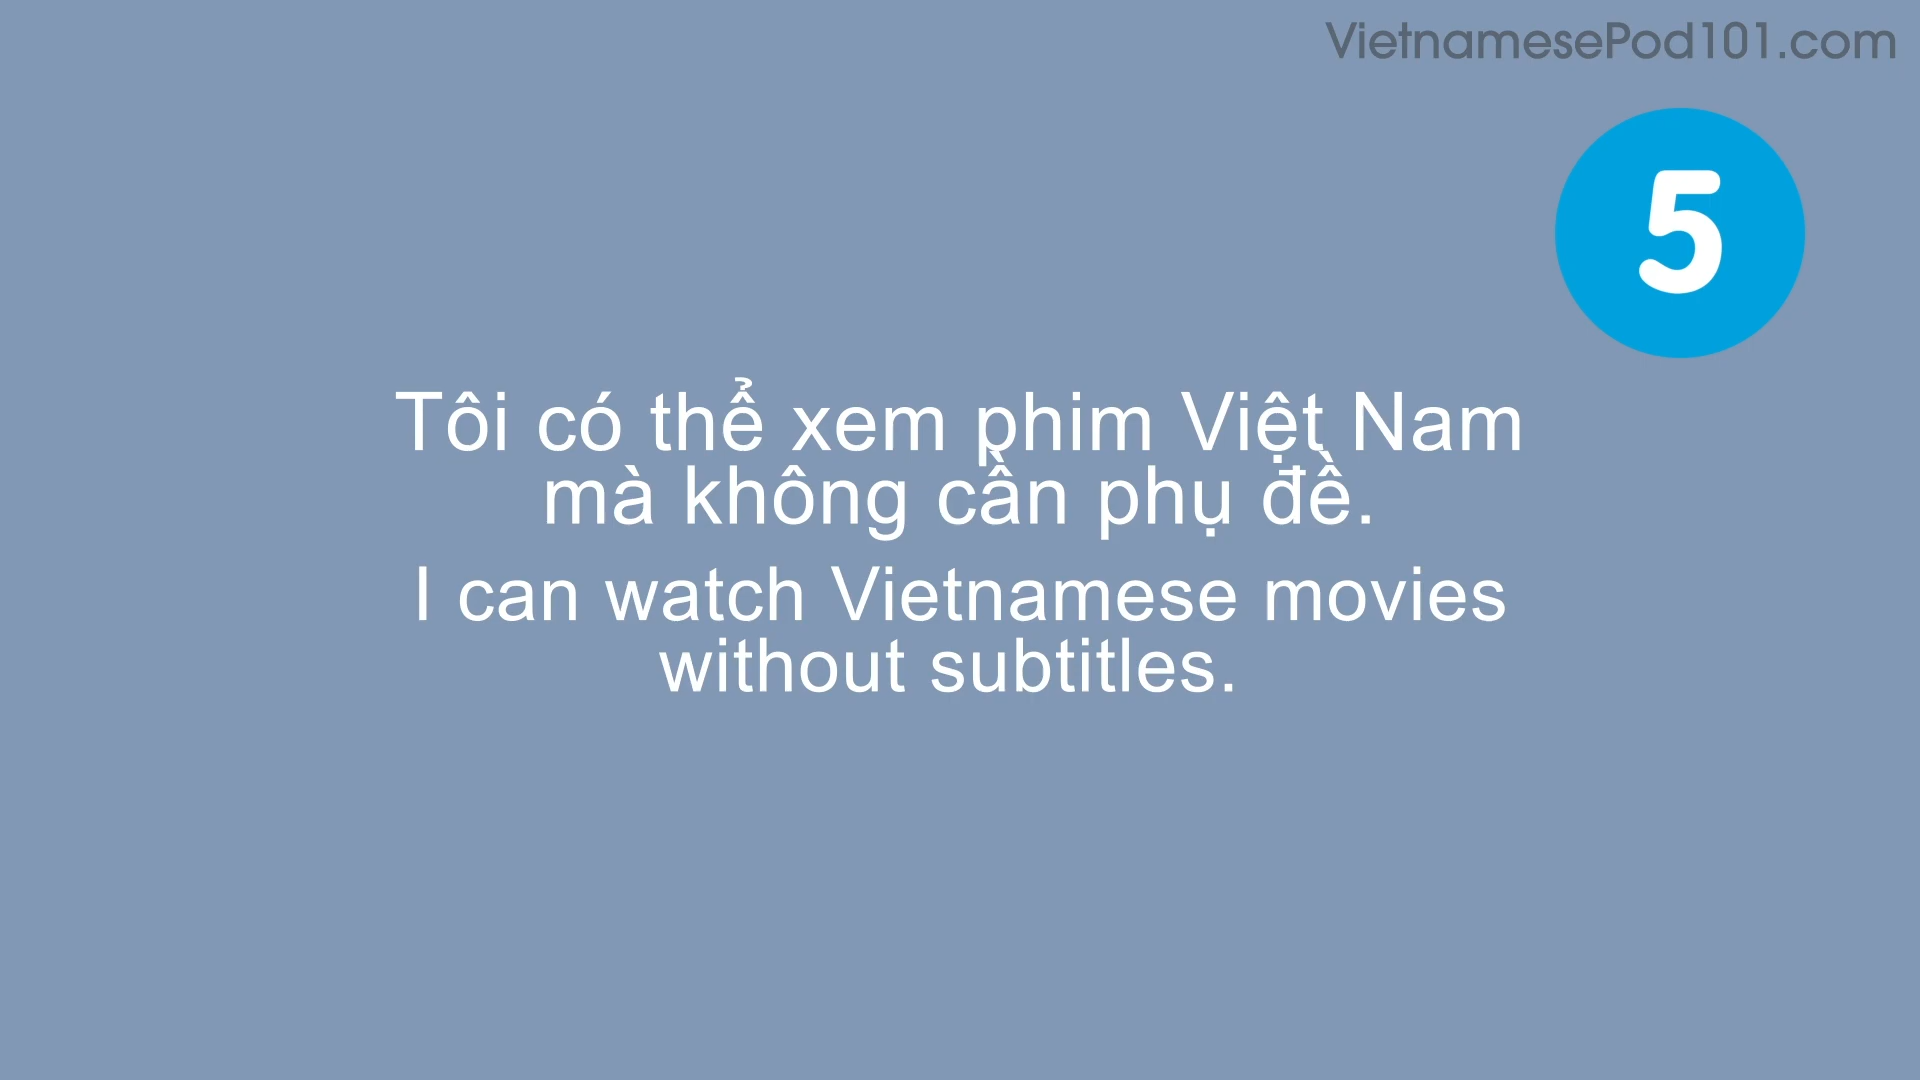 VietnamesePod101.com
5
Tôi có thể xem phim Việt Nam
mà không cần phụ đề.
I can watch Vietnamese movies
without subtitles.